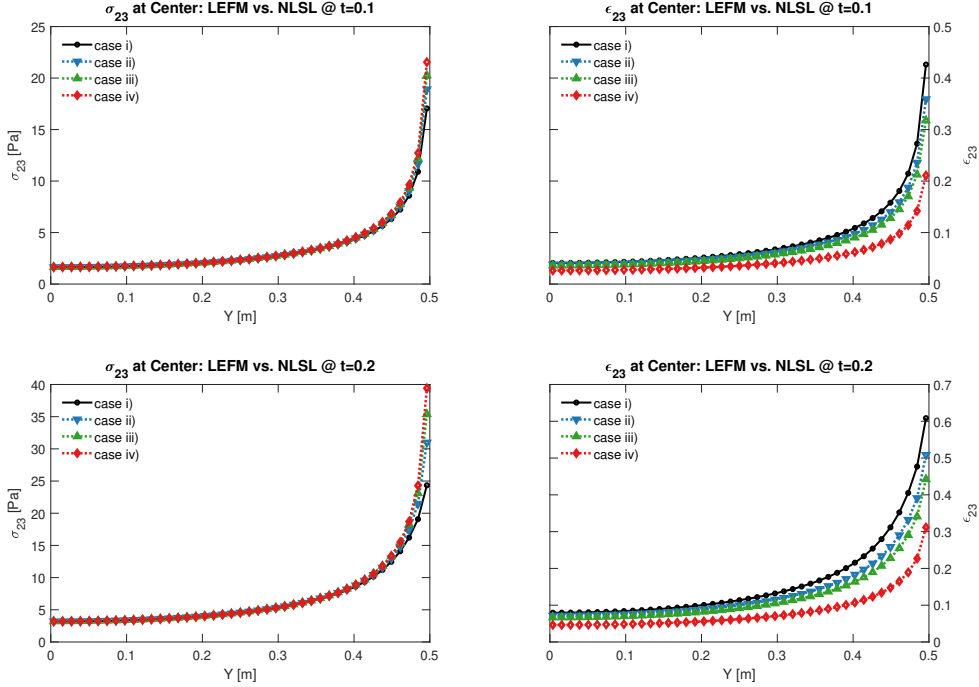 σ23 at Center: LEFM vs. NLSL @ t=0.1
25
20
15
10
5
0
σ23 [Pa]
case i)
case ii)
case iii)
case iv)
0 0.1 0.2 0.3 0.4 0.5
Y [m]
ϵ23 at Center: LEFM vs. NLSL @ t=0.1
case i)
case ii)
case iii)
case iv)
0.5
0.4
0.3
0.2
0.1
0
ϵ23
0 0.1 0.2 0.3 0.4 0.5
Y [m]
σ23 at Center: LEFM vs. NLSL @ t=0.2
40
35
30
25
20
15
10
5
0
σ23 [Pa]
case i)
case ii)
case iii)
case iv)
0 0.1 0.2 0.3 0.4 0.5
Y [m]
ϵ23 at Center: LEFM vs. NLSL @ t=0.2
case i)
case ii)
case iii)
case iv)
0.7
0.6
0.5
0.4
0.3
0.2
0.1
0
ϵ23
0 0.1 0.2 0.3 0.4 0.5
Y [m]